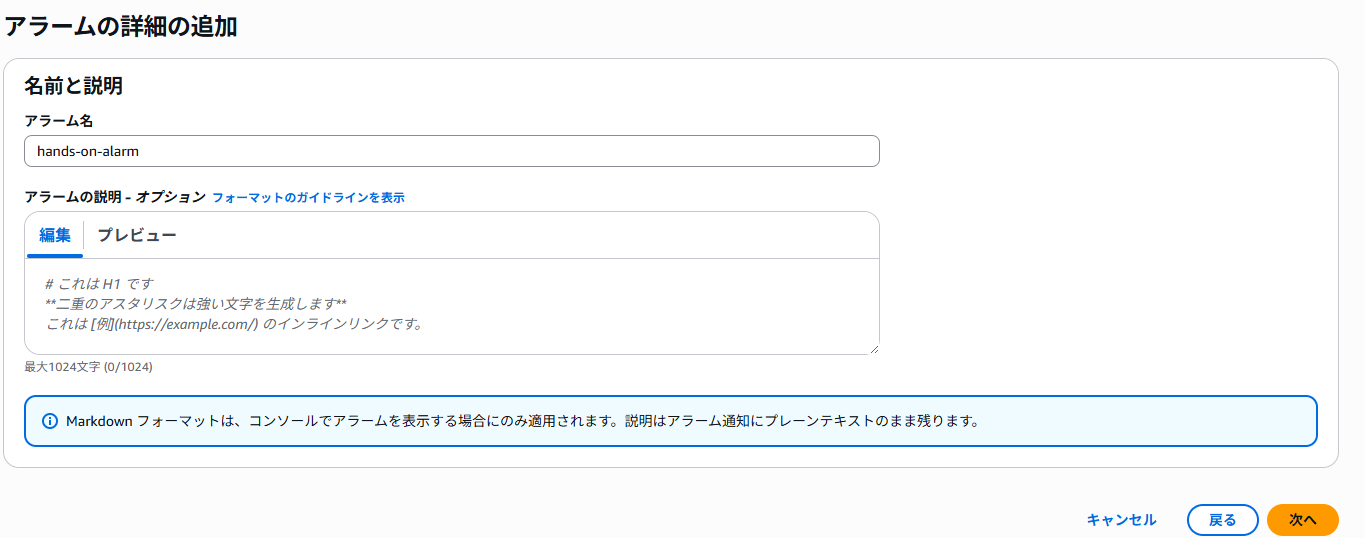 アラームの詳細の追加
名前と説明
アラーム名
hands-on-alarm
アラームの説明 - オプション フォーマットのガイドラインを表示
編集 プレビュー
# これは H1 です
**二重のアスタリスクは強い文字を生成します**
これは [例](https://example.com/) のインラインリンクです。
最大1024文字 (0/1024)
Markdown フォーマットは、コンソールでアラームを表示する場合にのみ適用されます。説明はアラーム通知にプレーンテキストのまま残ります。
キャンセル 戻る 次へ